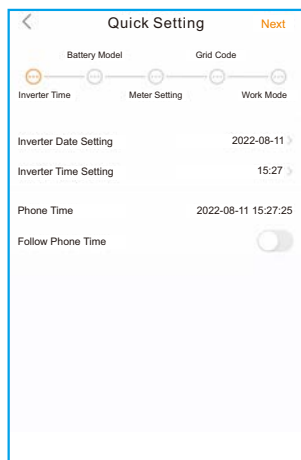 Quick Setting Next
Battery Model Grid Code
Inverter Time Meter Setting Work Mode
Inverter Date Setting 2022-08-11
Inverter Time Setting 15:27
Phone Time 2022-08-11 15:27:25
Follow Phone Time